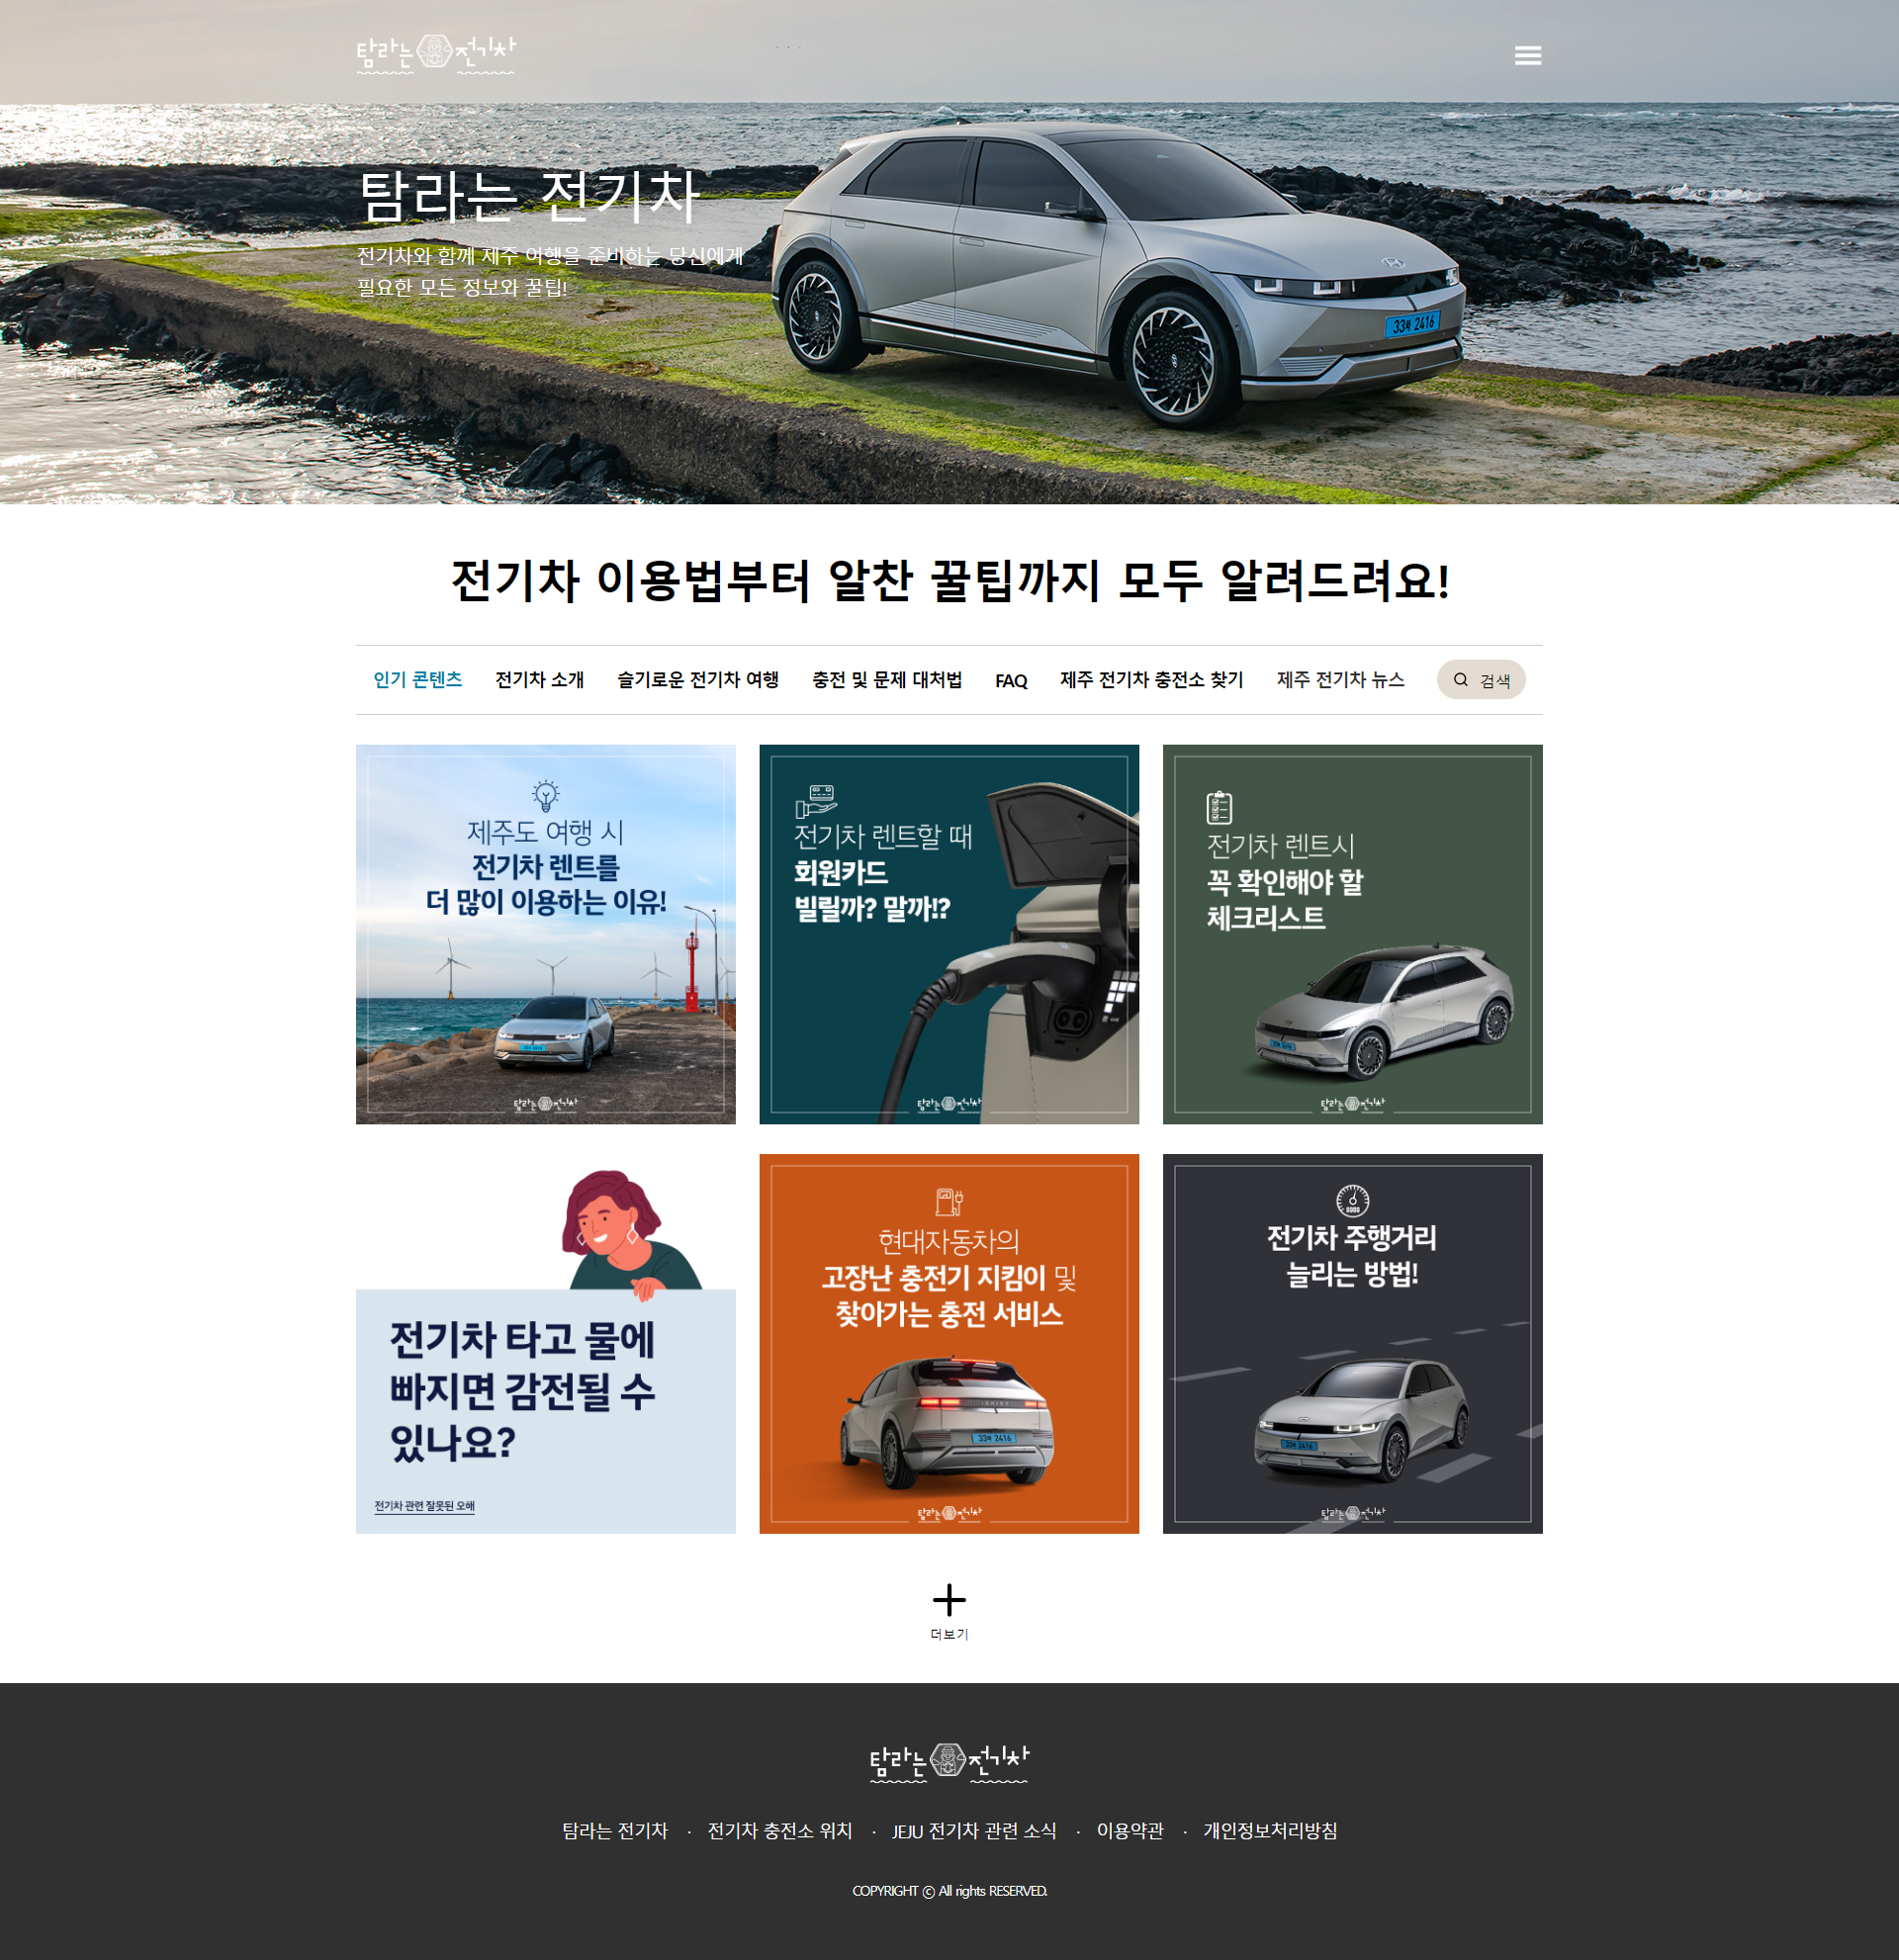 탐라는 전기차
탐라는 전기차
전기차와 함께 제주 여행을 준비하는 당신에게
필요한 모든 정보와 꿀팁!
33하 2416
전기차 이용법부터 알찬 꿀팁까지 모두 알려드려요!
인기 콘텐츠 전기차 소개 슬기로운 전기차 여행 충전 및 문제 대처법 FAQ 제주 전기차 충전소 찾기 제주 전기차 뉴스 검색
제주도 여행 시
전기차 렌트를
더 많이 이용하는 이유!
탐라는 전기차
전기차 렌트할 때
회원카드
빌릴까? 말까!?
탐라는 전기차
전기차 렌트시
꼭 확인해야 할
체크리스트
탐라는 전기차
전기차 타고 물에
빠지면 감전될 수
있나요?
전기차 관련 잘못된 오해
현대자동차의
고장난 충전기 지킴이 및
찾아가는 충전 서비스
33하 2416
탐라는 전기차
전기차 주행거리
늘리는 방법!
33하 2416
탐라는 전기차
더보기
탐라는 전기차
탐라는 전기차 · 전기차 충전소 위치 · JEJU 전기차 관련 소식 · 이용약관 · 개인정보처리방침
COPYRIGHT © All rights RESERVED.